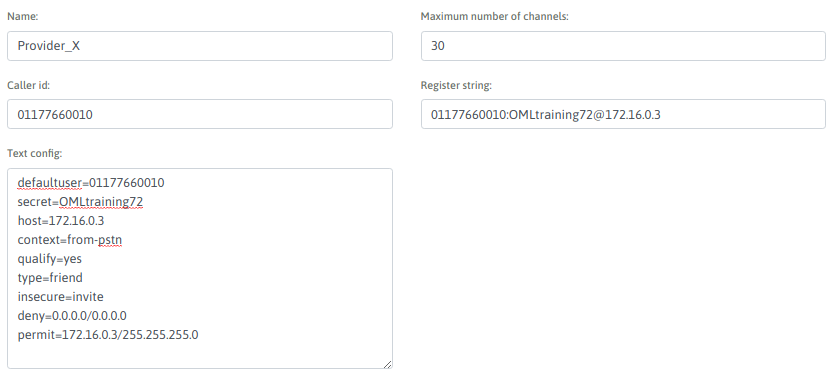 Name:
Provider_X
Maximum number of channels:
30
Caller id:
01177660010
Register string:
01177660010:OMLtraining72@172.16.0.3
Text config:
defaultuser=01177660010
secret=OMLtraining72
host=172.16.0.3
context=from-pstn
qualify=yes
type=friend
insecure=invite
deny=0.0.0.0/0.0.0.0
permit=172.16.0.3/255.255.255.0